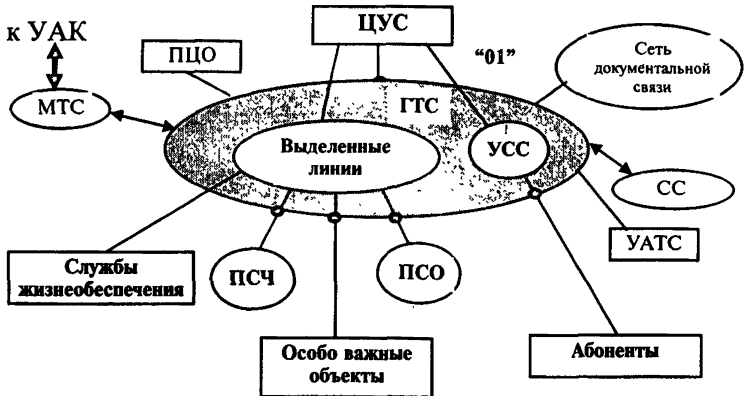 ЦУС
к УАК
ПЦО
“01”
Сеть
документальной
связи
МТС
ГТС
Выделенные
линии
УСС
СС
УАТС
Службы
жизнеобеспечения
ПСЧ
ПСО
Особо важные
объекты
Абоненты